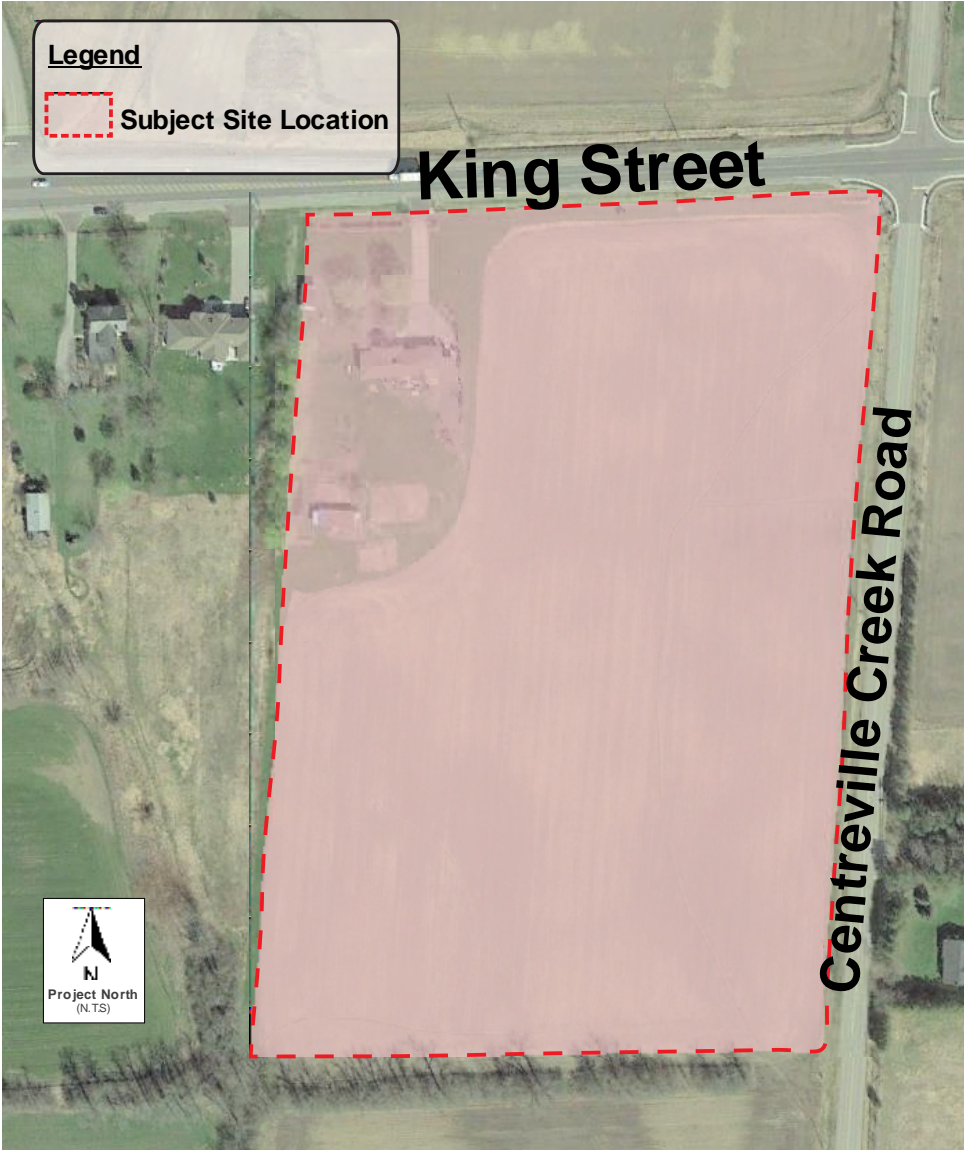 Legend
Subject Site Location
King Street
Centreville Creek Road
N
Project North
(N.T.S)